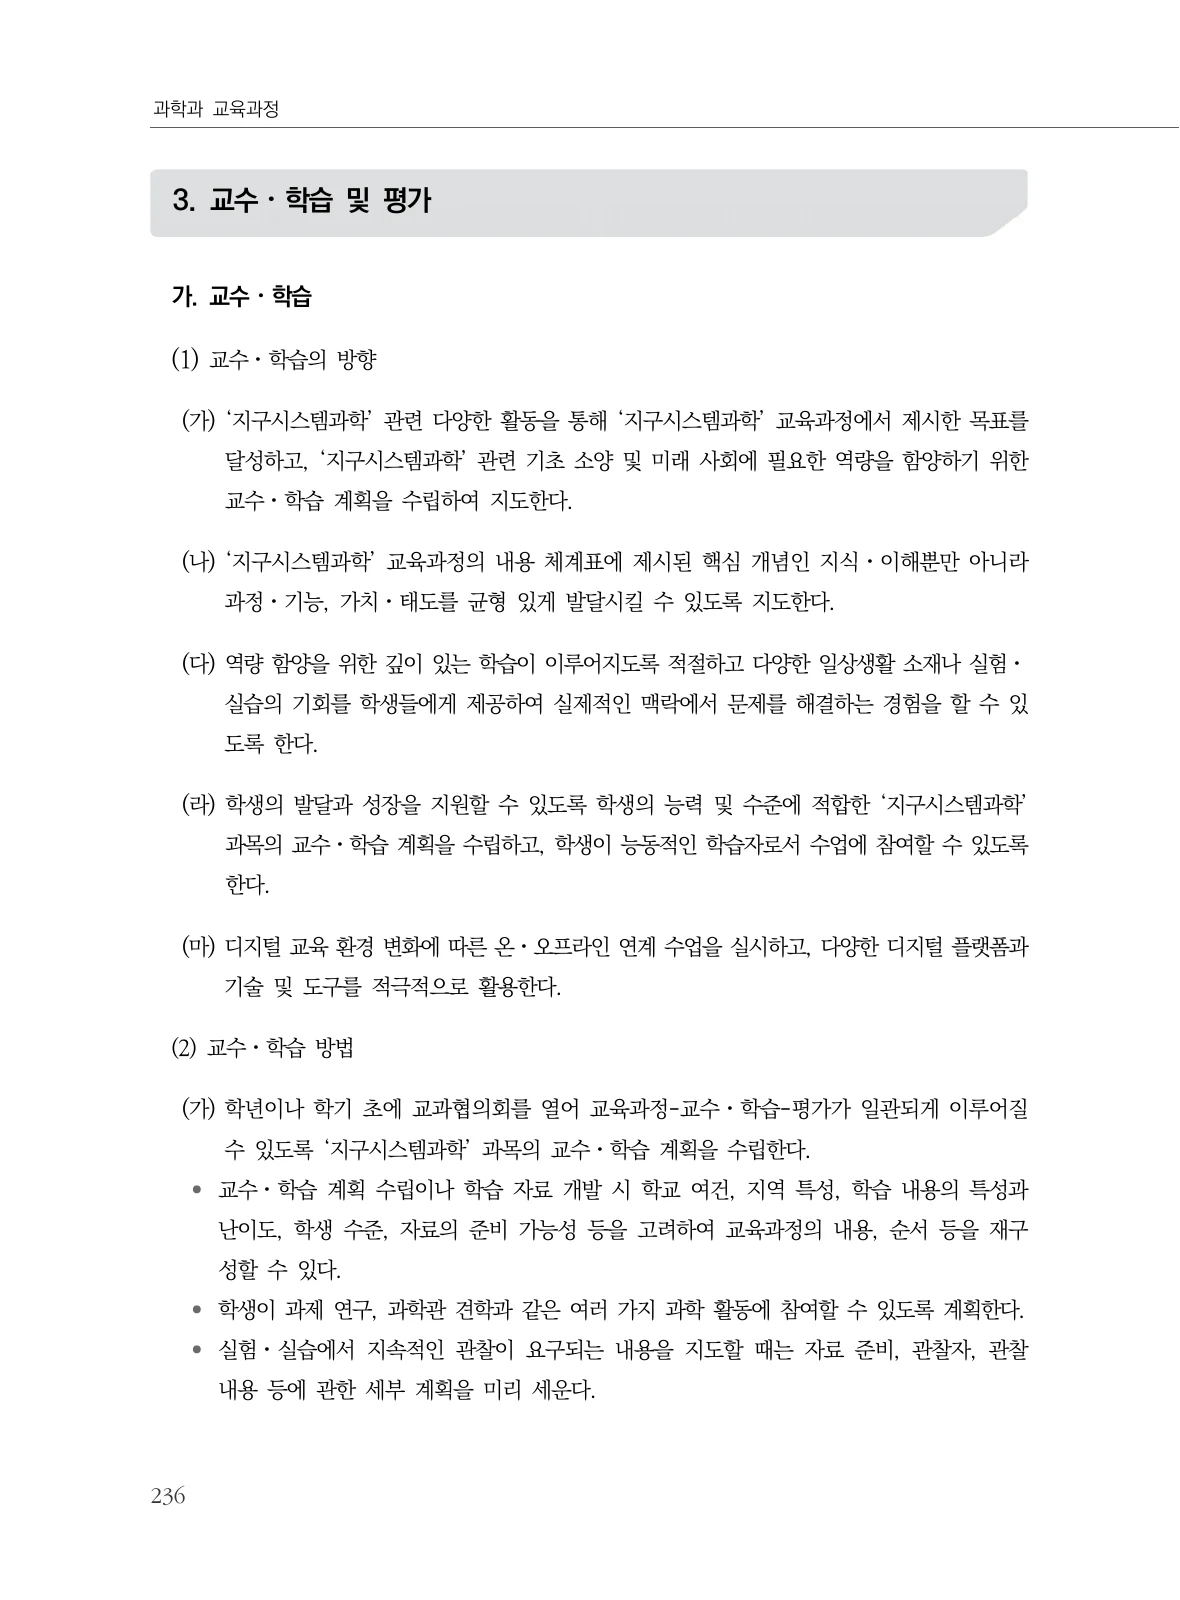 과학과 교육과정
3. 교수·학습 및 평가
가. 교수·학습
(1) 교수·학습의 방향
(가) ‘지구시스템과학’ 관련 다양한 활동을 통해 ‘지구시스템과학’ 교육과정에서 제시한 목표를
달성하고, ‘지구시스템과학’ 관련 기초 소양 및 미래 사회에 필요한 역량을 함양하기 위한
교수·학습 계획을 수립하여 지도한다.
(나) ‘지구시스템과학’ 교육과정의 내용 체계표에 제시된 핵심 개념인 지식·이해뿐만 아니라
과정·기능, 가치·태도를 균형 있게 발달시킬 수 있도록 지도한다.
(다) 역량 함양을 위한 깊이 있는 학습이 이루어지도록 적절하고 다양한 일상생활 소재나 실험·
실습의 기회를 학생들에게 제공하여 실제적인 맥락에서 문제를 해결하는 경험을 할 수 있
도록 한다.
(라) 학생의 발달과 성장을 지원할 수 있도록 학생의 능력 및 수준에 적합한 ‘지구시스템과학’
과목의 교수·학습 계획을 수립하고, 학생이 능동적인 학습자로서 수업에 참여할 수 있도록
한다.
(마) 디지털 교육 환경 변화에 따른 온·오프라인 연계 수업을 실시하고, 다양한 디지털 플랫폼과
기술 및 도구를 적극적으로 활용한다.
(2) 교수·학습 방법
(가) 학년이나 학기 초에 교과협의회를 열어 교육과정-교수·학습-평가가 일관되게 이루어질
수 있도록 ‘지구시스템과학’ 과목의 교수·학습 계획을 수립한다.
• 교수·학습 계획 수립이나 학습 자료 개발 시 학교 여건, 지역 특성, 학습 내용의 특성과
난이도, 학생 수준, 자료의 준비 가능성 등을 고려하여 교육과정의 내용, 순서 등을 재구
성할 수 있다.
• 학생이 과제 연구, 과학관 견학과 같은 여러 가지 과학 활동에 참여할 수 있도록 계획한다.
• 실험·실습에서 지속적인 관찰이 요구되는 내용을 지도할 때는 자료 준비, 관찰자, 관찰
내용 등에 관한 세부 계획을 미리 세운다.
236